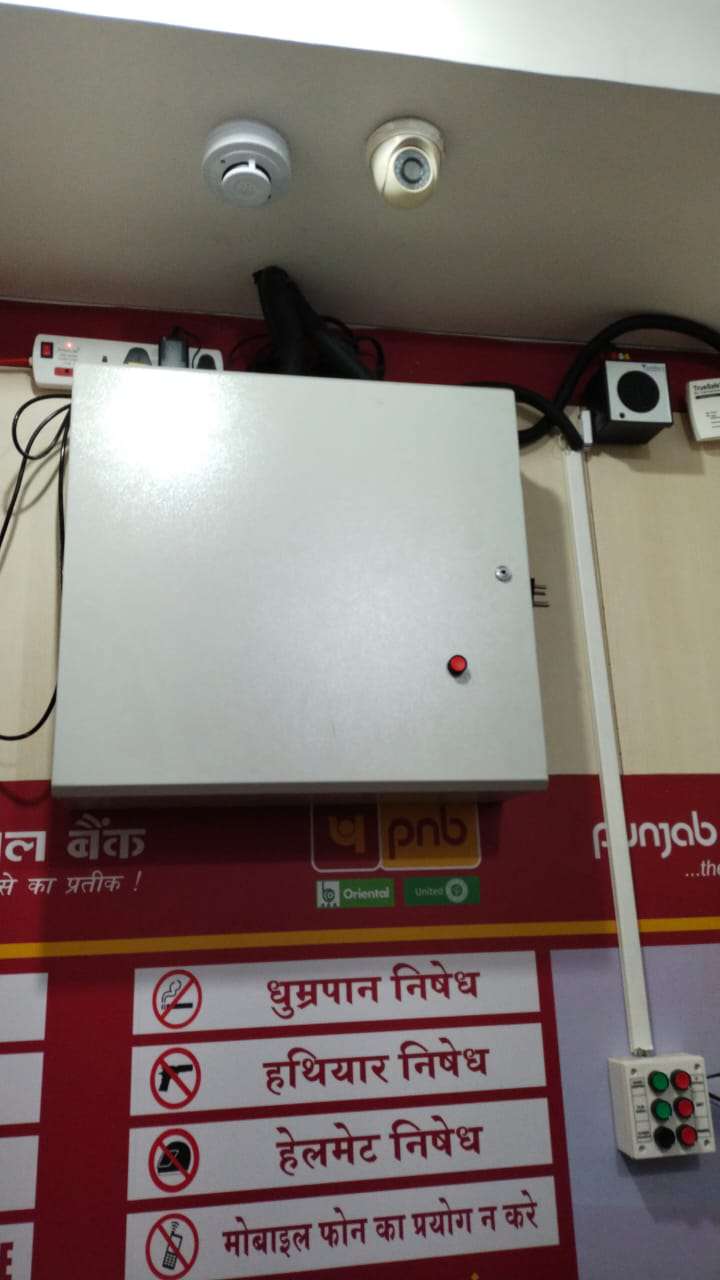 TrueSafe
ल बैंक
से का प्रतीक !
प pnb
Oriental
United
punjab
...the
धुम्रपान निषेध
हथियार निषेध
हेलमेट निषेध
मोबाइल फोन का प्रयोग न करे
E